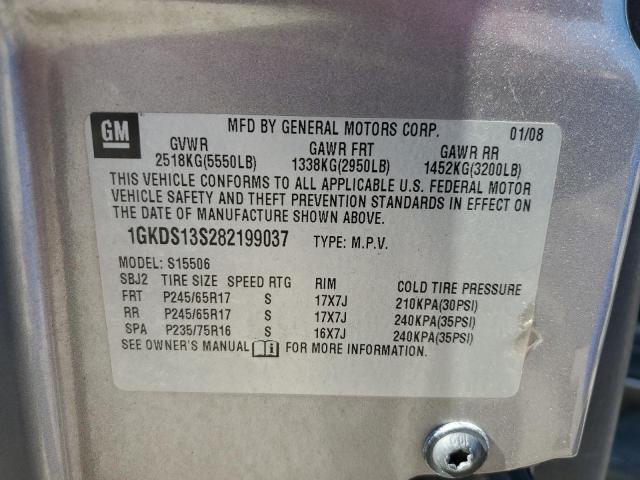 GM
MFD BY GENERAL MOTORS CORP. 01/08
GVWR GAWR FRT GAWR RR
2518KG(5550LB) 1338KG(2950LB) 1452KG(3200LB)
THIS VEHICLE CONFORMS TO ALL APPLICABLE U.S. FEDERAL MOTOR
VEHICLE SAFETY AND THEFT PREVENTION STANDARDS IN EFFECT ON
THE DATE OF MANUFACTURE SHOWN ABOVE.
1GKDS13S282199037 TYPE: M.P.V.
MODEL: S15506
SBJ2 TIRE SIZE SPEED RTG RIM COLD TIRE PRESSURE
FRT P245/65R17 S 17X7J 210KPA(30PSI)
RR P245/65R17 S 17X7J 240KPA(35PSI)
SPA P235/75R16 S 16X7J 240KPA(35PSI)
SEE OWNER'S MANUAL FOR MORE INFORMATION.